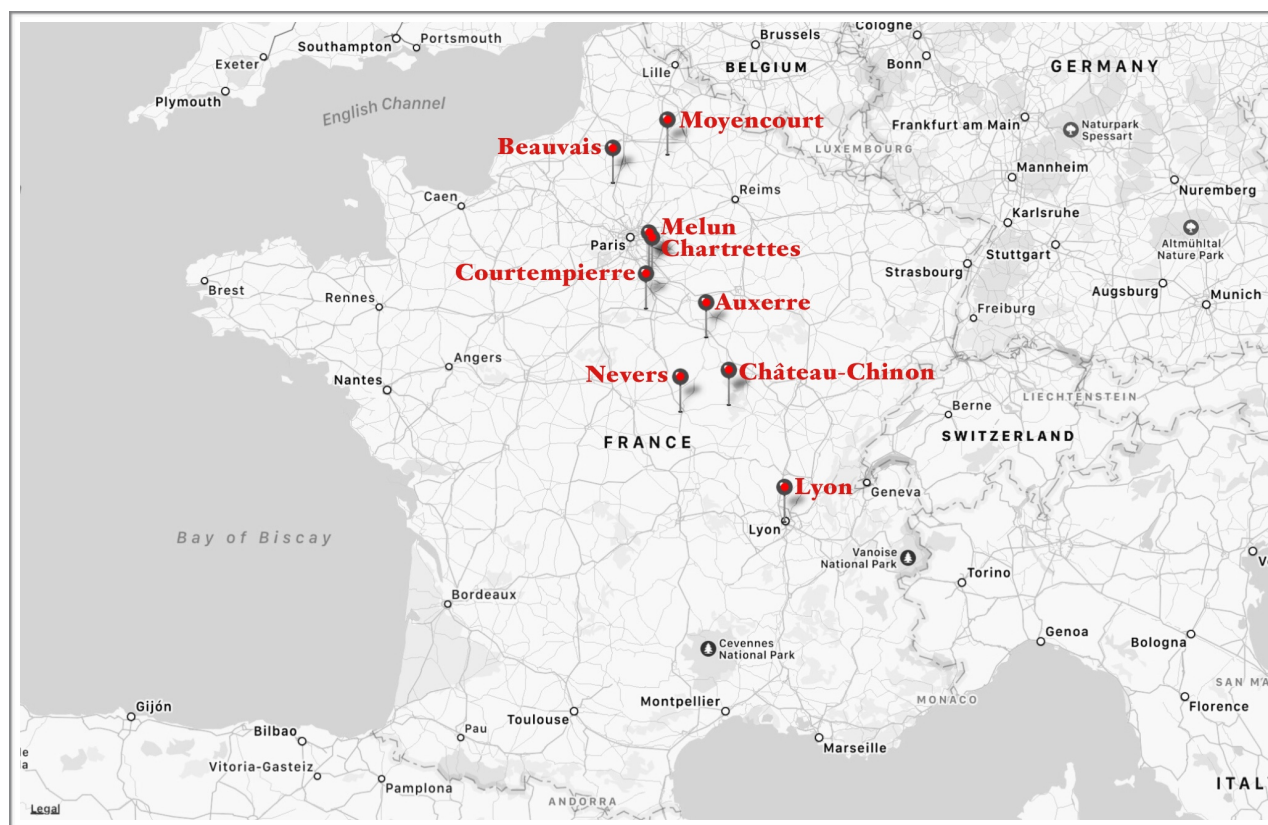 Cologne
Southampton
Portsmouth
Brussels
Exeter
Lille
BELGIUM
Bonn
GERMANY
Plymouth
English Channel
Moyencourt
Frankfurt am Main
Naturpark
Spessart
Beauvais
LUXEMBOURG
Mannheim
Reims
Nuremberg
Caen
Karlsruhe
Melun
Paris
Chartrettes
Stuttgart
Altmühltal
Nature Park
Courtempierre
Strasbourg
Brest
Rennes
Auxerre
Augsburg
Munich
Freiburg
Angers
Nevers
Château-Chinon
Nantes
LIECHTENSTEIN
Berne
FRANCE
SWITZERLAND
Lyon
Geneva
Lyon
Bay of Biscay
Vanoise
National Park
Torino
Bordeaux
Genoa
Bologna
Cevennes
National Park
SAN MA
MONACO
Gijón
Montpellier
Florence
Toulouse
Bilbao
Pau
Marseille
Vitoria-Gasteiz
Pamplona
ITAL
ANDORRA
Legal